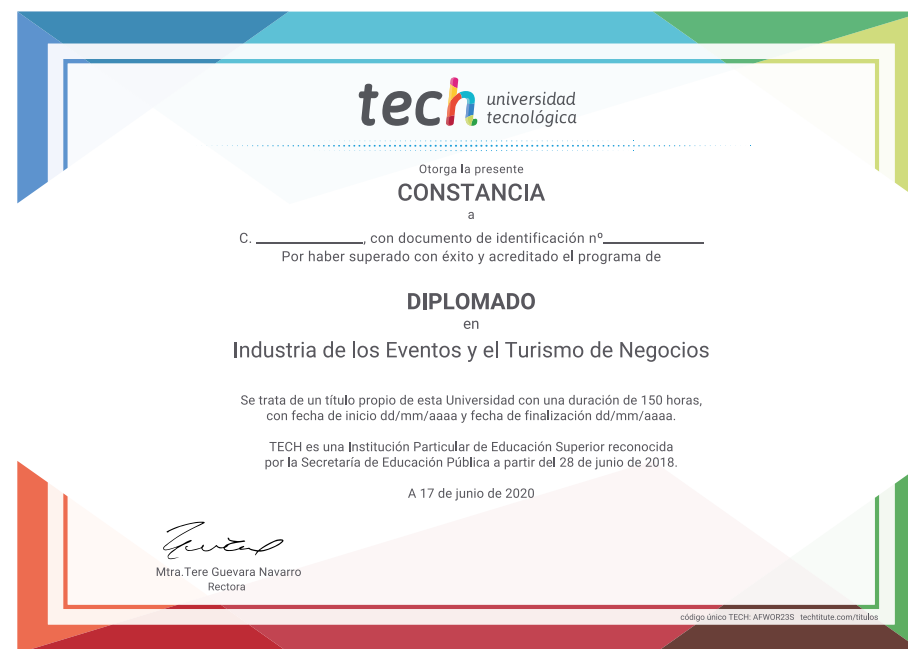 tech universidad
tecnológica
Otorga la presente
CONSTANCIA
a
C. ____________, con documento de identificación nº____________
Por haber superado con éxito y acreditado el programa de
DIPLOMADO
en
Industria de los Eventos y el Turismo de Negocios
Se trata de un título propio de esta Universidad con una duración de 150 horas,
con fecha de inicio dd/mm/aaaa y fecha de finalización dd/mm/aaaa.
TECH es una Institución Particular de Educación Superior reconocida
por la Secretaría de Educación Pública a partir del 28 de junio de 2018.
A 17 de junio de 2020
Mtra.Tere Guevara Navarro
Rectora
código único TECH: AFWOR23S techtitute.com/titulos